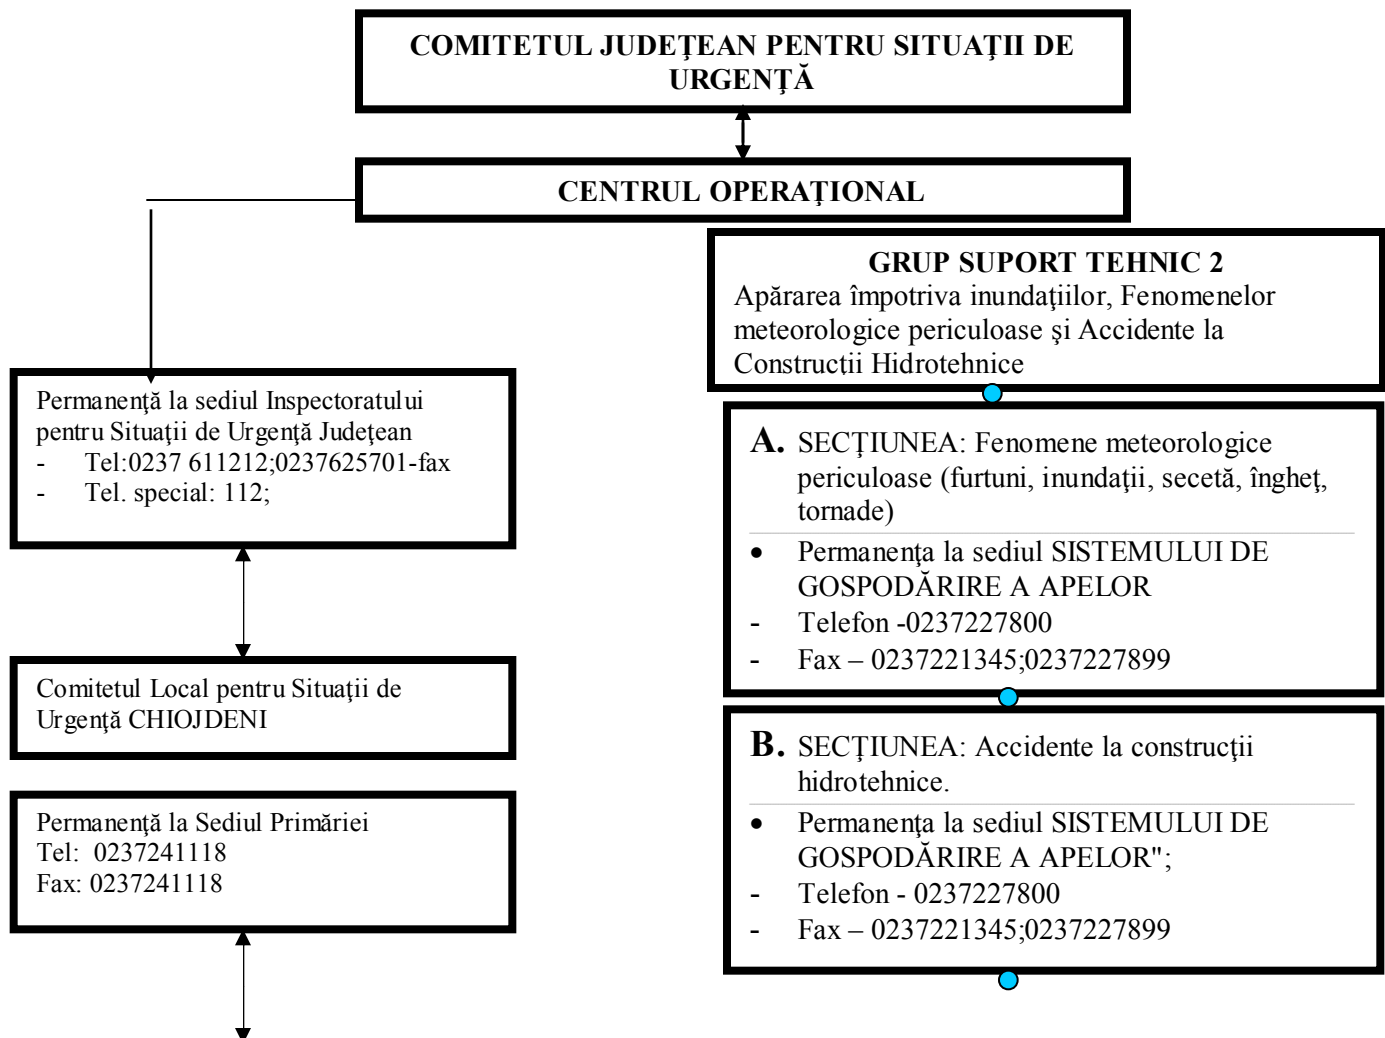 COMITETUL JUDEŢEAN PENTRU SITUAŢII DE
URGENŢĂ
CENTRUL OPERAŢIONAL
GRUP SUPORT TEHNIC 2
Apărarea împotriva inundaţiilor, Fenomenelor
meteorologice periculoase şi Accidente la
Construcţii Hidrotehnice
Permanenţă la sediul Inspectoratului
pentru Situaţii de Urgenţă Judeţean
- Tel:0237 611212;0237625701-fax
- Tel. special: 112;
Comitetul Local pentru Situaţii de
Urgenţă CHIOJDENI
Permanenţă la Sediul Primăriei
Tel: 0237241118
Fax: 0237241118
A. SECŢIUNEA: Fenomene meteorologice
periculoase (furtuni, inundaţii, secetă, îngheţ,
tornade)
• Permanenţa la sediul SISTEMULUI DE
GOSPODĂRIRE A APELOR
- Telefon -0237227800
- Fax – 0237221345;0237227899
B. SECŢIUNEA: Accidente la construcţii
hidrotehnice.
• Permanenţa la sediul SISTEMULUI DE
GOSPODĂRIRE A APELOR";
- Telefon - 0237227800
- Fax – 0237221345;0237227899